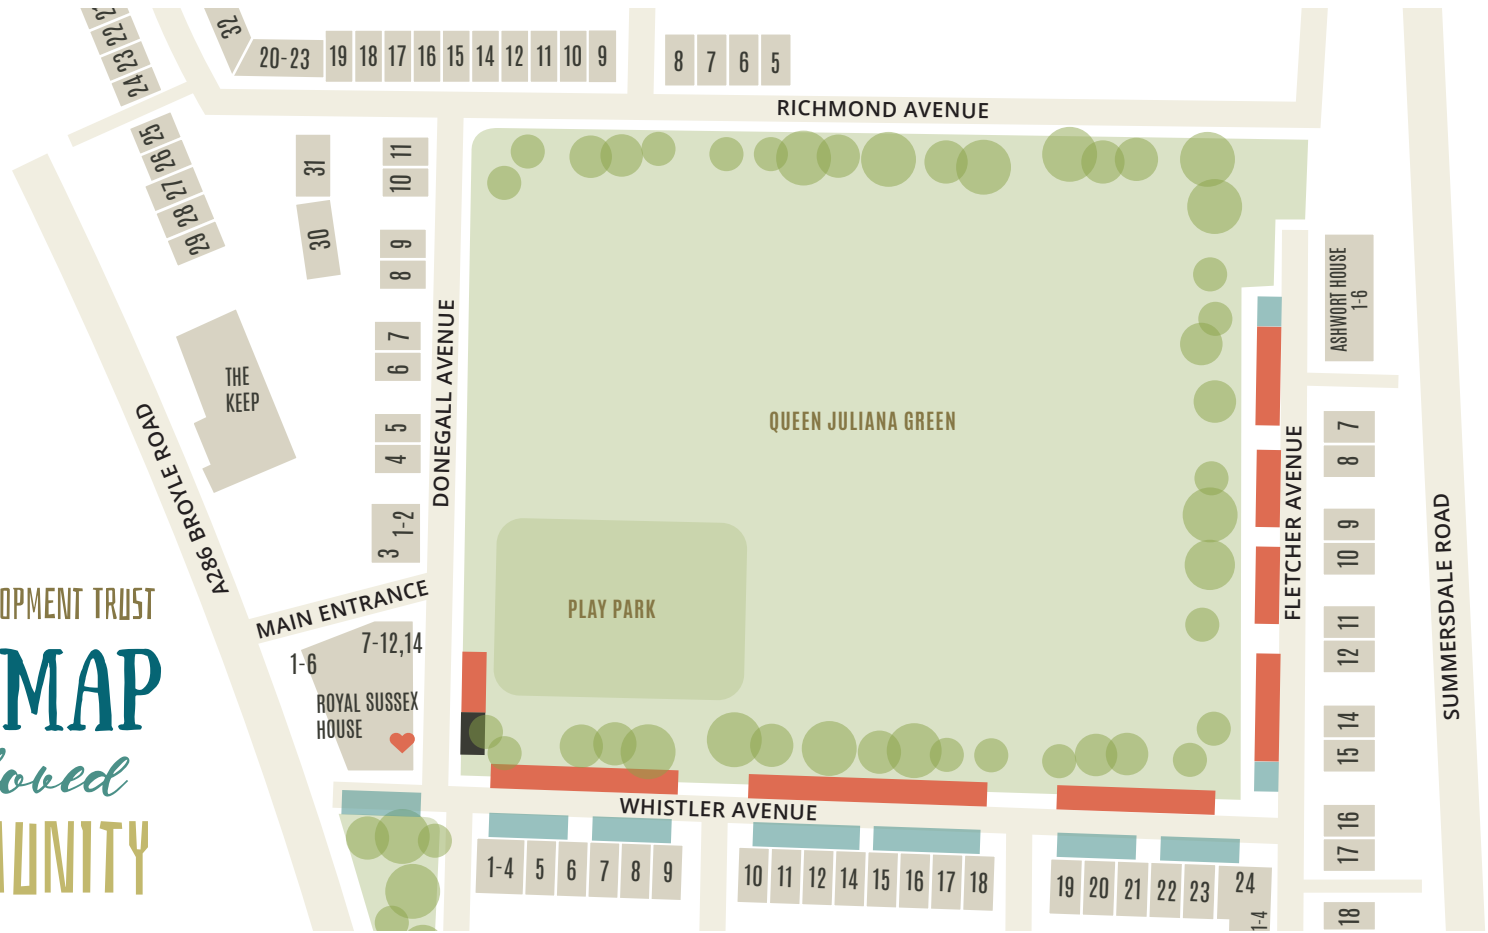 32
22
23
24
20-23
19 18 17 16 15 14 12 11 10 9
8 7 6 5
RICHMOND AVENUE
25
26
27
28
29
31
30
11
10
9
8
7
6
5
4
1-2
3
THE
KEEP
DONEGALL AVENUE
A286 BROYLE ROAD
QUEEN JULIANA GREEN
PLAY PARK
ASHWORT HOUSE
1-6
FLETCHER AVENUE
SUMMERSDALE ROAD
7
8
9
10
11
12
14
15
16
17
18
MAIN ENTRANCE
7-12,14
1-6
ROYAL SUSSEX
HOUSE
OPMENT TRUST
MAP
oved
UNITY
WHISTLER AVENUE
1-4 5 6 7 8 9
10 11 12 14 15 16 17 18
19 20 21 22 23 24
1-4